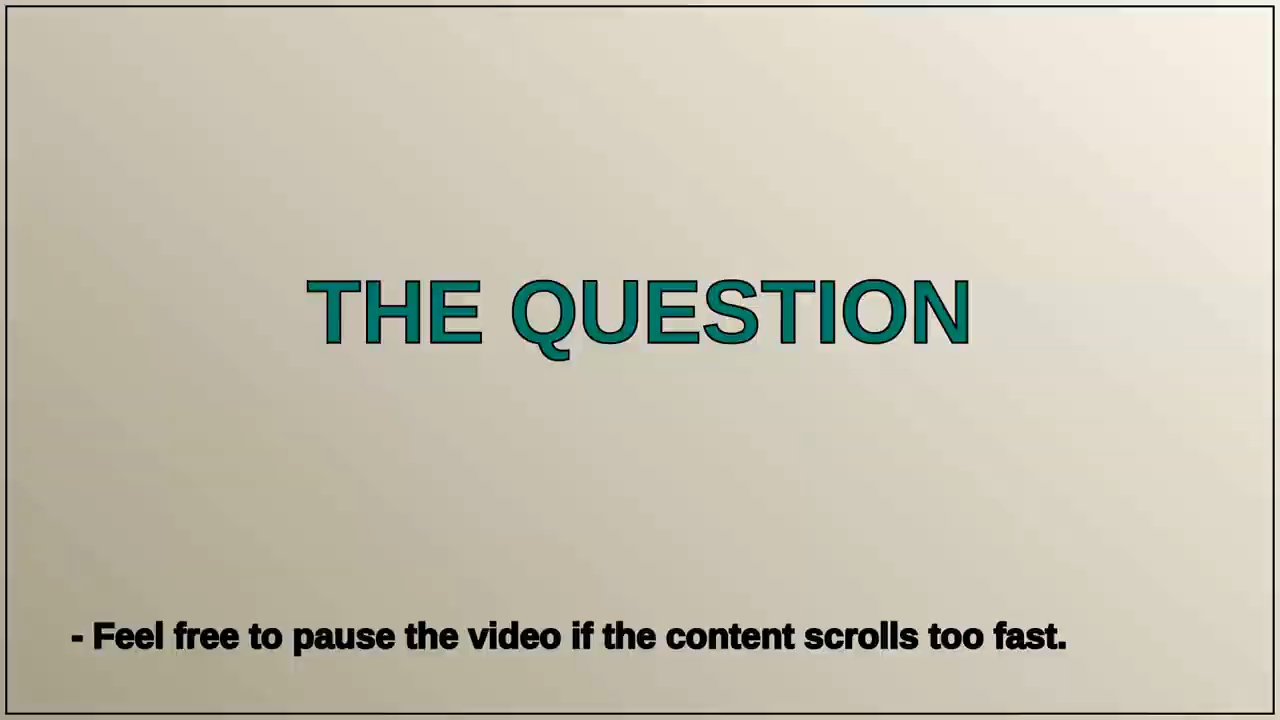 THE QUESTION
- Feel free to pause the video if the content scrolls too fast.